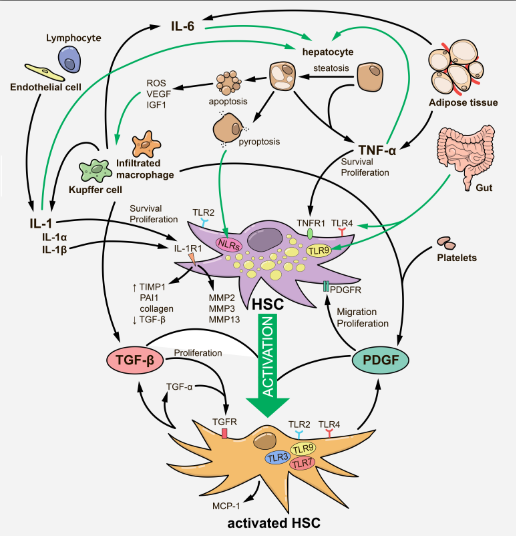 IL-6
Lymphocyte
hepatocyte
steatosis
Endothelial cell
ROS
VEGF
IGF1
apoptosis
Adipose tissue
pyroptosis
TNF-α
Survival
Proliferation
Infiltrated
macrophage
Kupffer cell
Gut
IL-1
IL-1α
IL-1β
Survival
Proliferation
TLR2
IL-1R1
NLRs
TNFR1
TLR4
TLR9
Platelets
↑ TIMP1
PAI1
collagen
↓ TGF-β
MMP2
MMP3
MMP13
HSC
PDGFR
Migration
Proliferation
ACTIVATION
TGF-β
Proliferation
PDGF
TGF-α
TGFR
TLR2
TLR4
TLR3
TLR9
TLR7
MCP-1
activated HSC